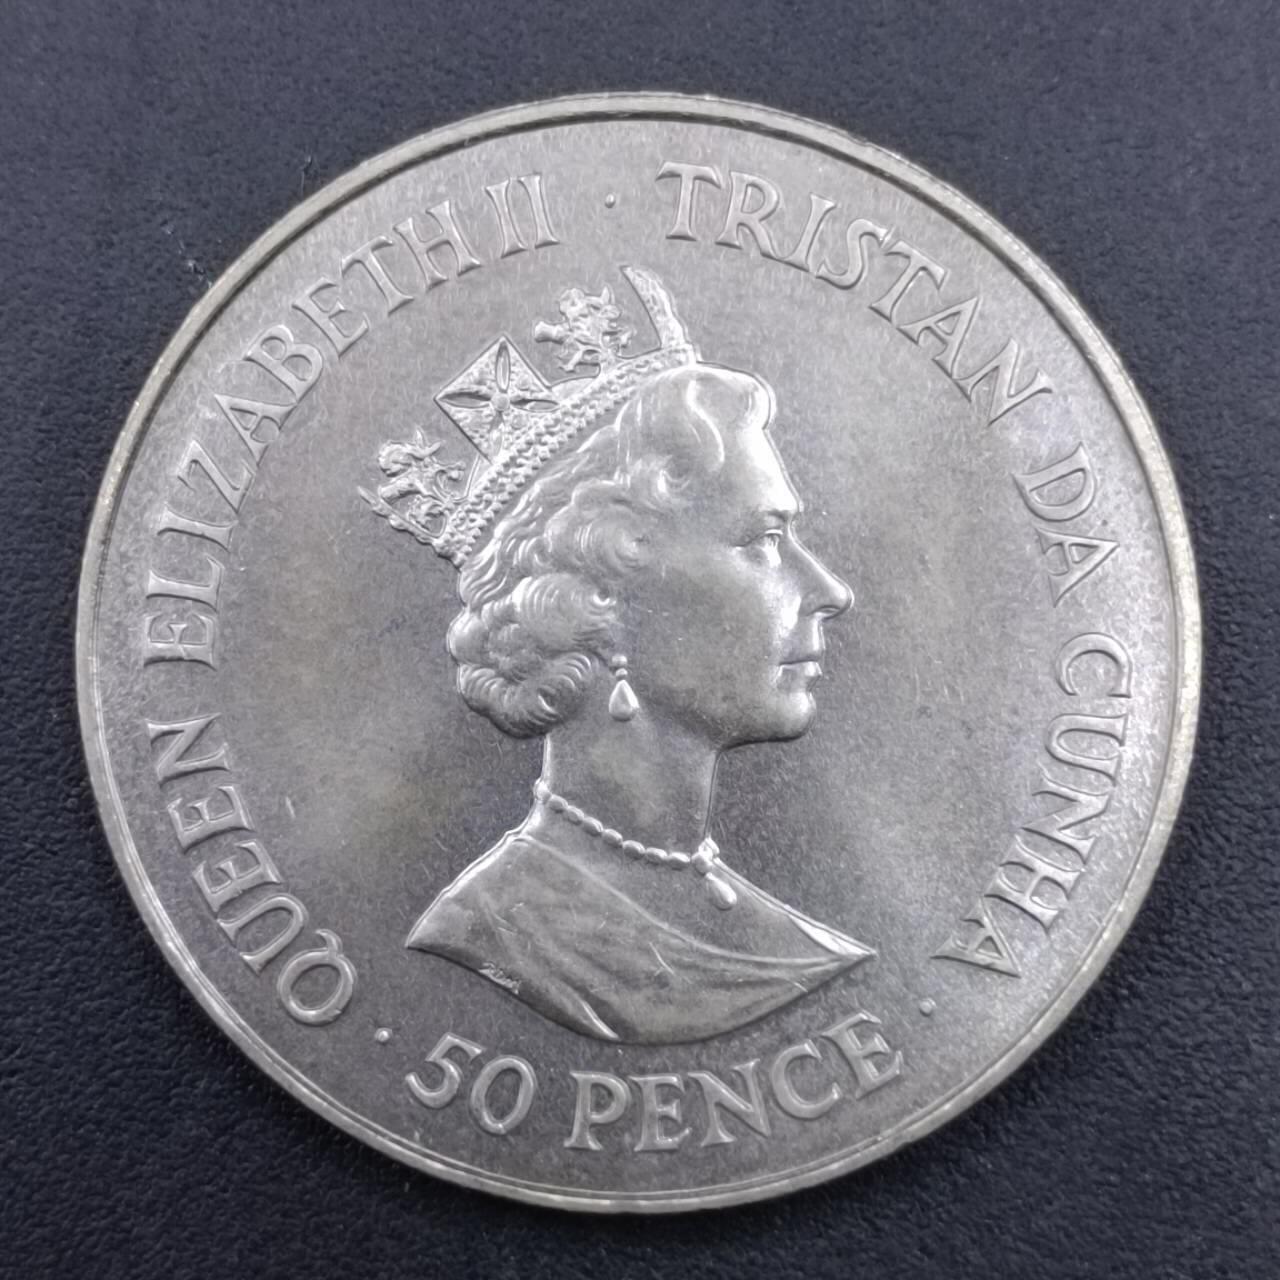 QUEEN ELIZABETH II · TRISTAN DA CUNHA
· 50 PENCE ·